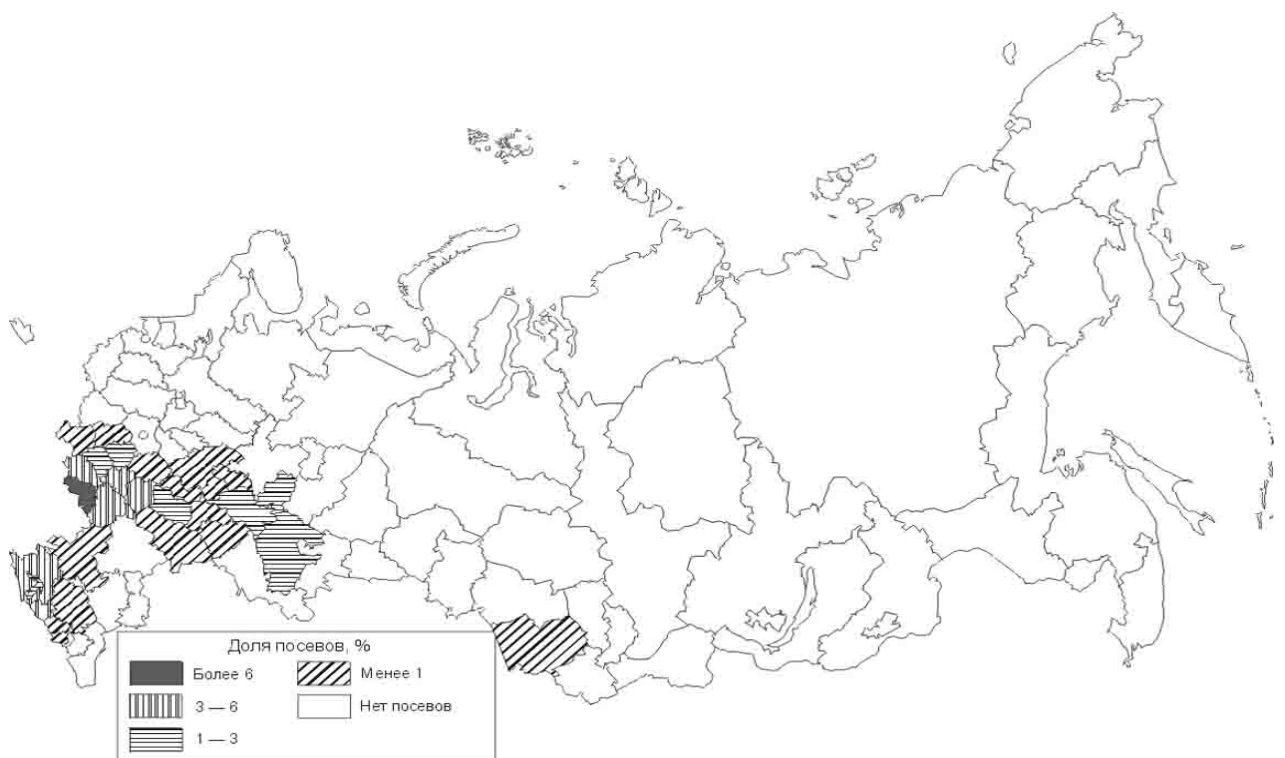 Доля посевов, %
Более 6
Менее 1
3 — 6
Нет посевов
1 — 3